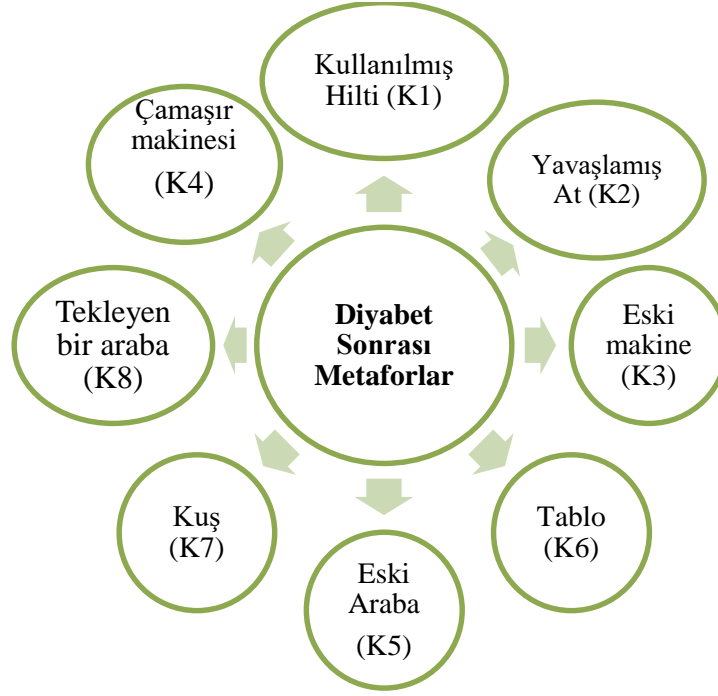 Kullanılmış
Hilti (K1)
Çamaşır
makinesi
(K4)
Yavaşlamış
At (K2)
Tekleyen
bir araba
(K8)
Diyabet
Sonrası
Metaforlar
Eski
makine
(K3)
Kuş
(K7)
Tablo
(K6)
Eski
Araba
(K5)